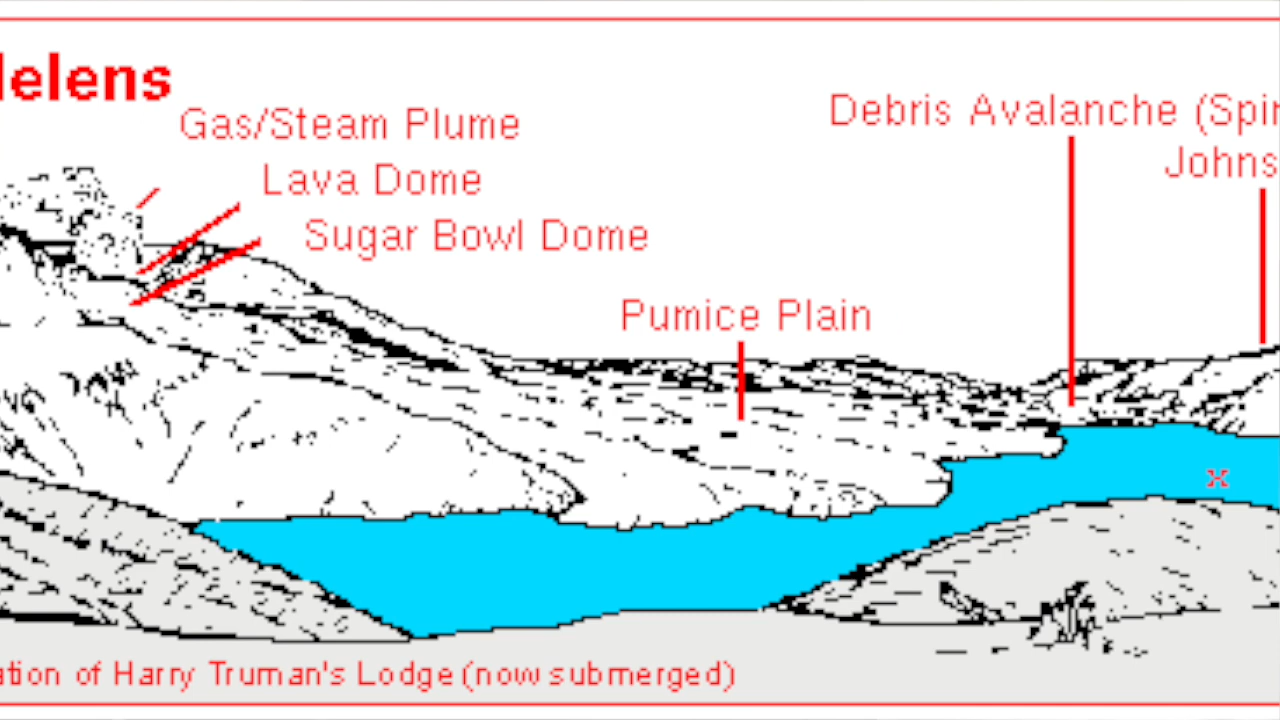 Helens
Gas/Steam Plume
Lava Dome
Sugar Bowl Dome
Pumice Plain
Debris Avalanche (Spir
Johns
ation of Harry Truman's Lodge (now submerged)
x